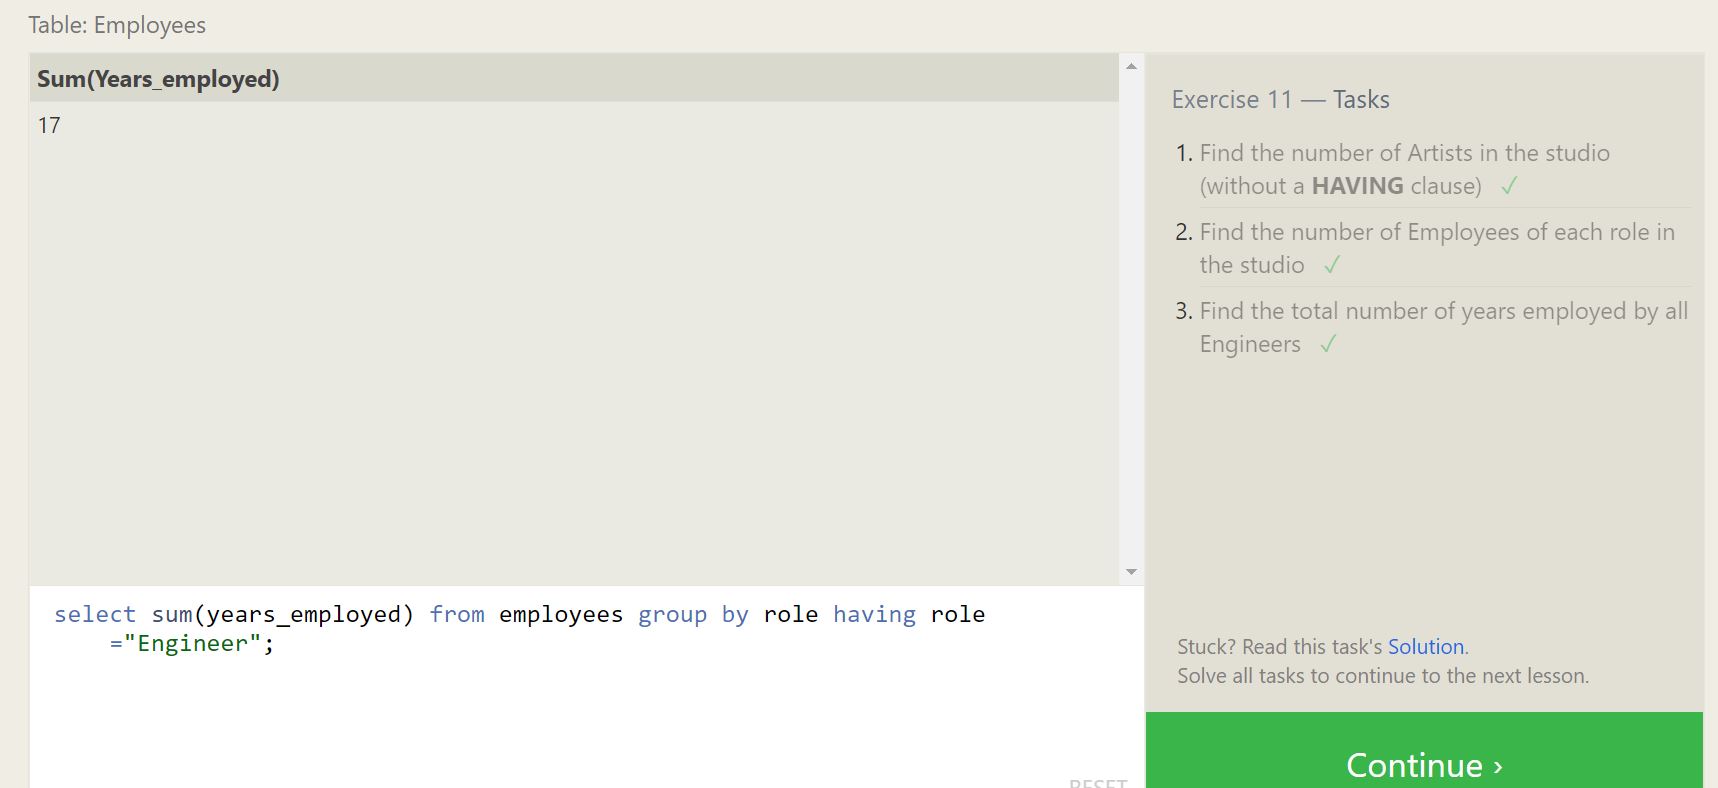 Table: Employees
Sum(Years_employed)
17
select sum(years_employed) from employees group by role having role
="Engineer";
RESET
Exercise 11 — Tasks
1. Find the number of Artists in the studio
(without a HAVING clause) ✓
2. Find the number of Employees of each role in
the studio ✓
3. Find the total number of years employed by all
Engineers ✓
Stuck? Read this task's Solution.
Solve all tasks to continue to the next lesson.
Continue ›